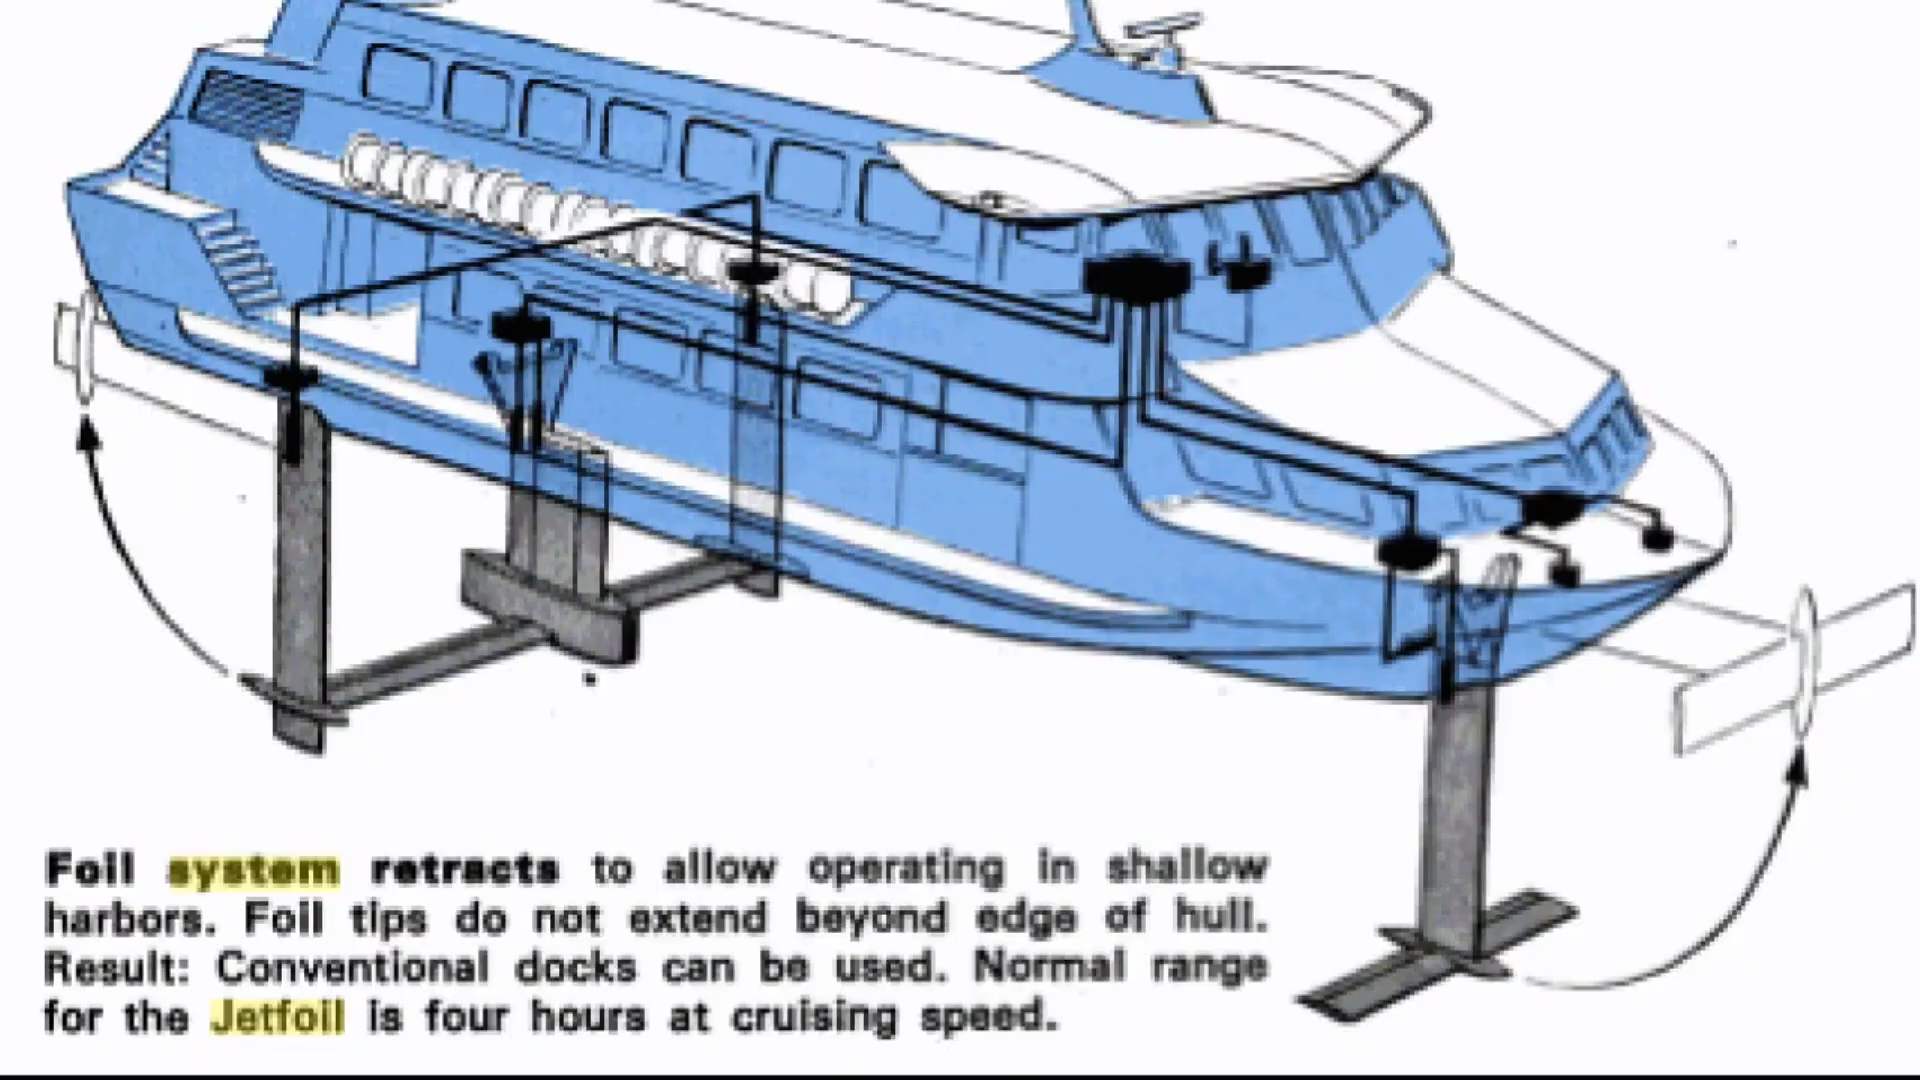 Foil system retracts to allow operating in shallow
harbors. Foil tips do not extend beyond edge of hull.
Result: Conventional docks can be used. Normal range
for the Jetfoil is four hours at cruising speed.